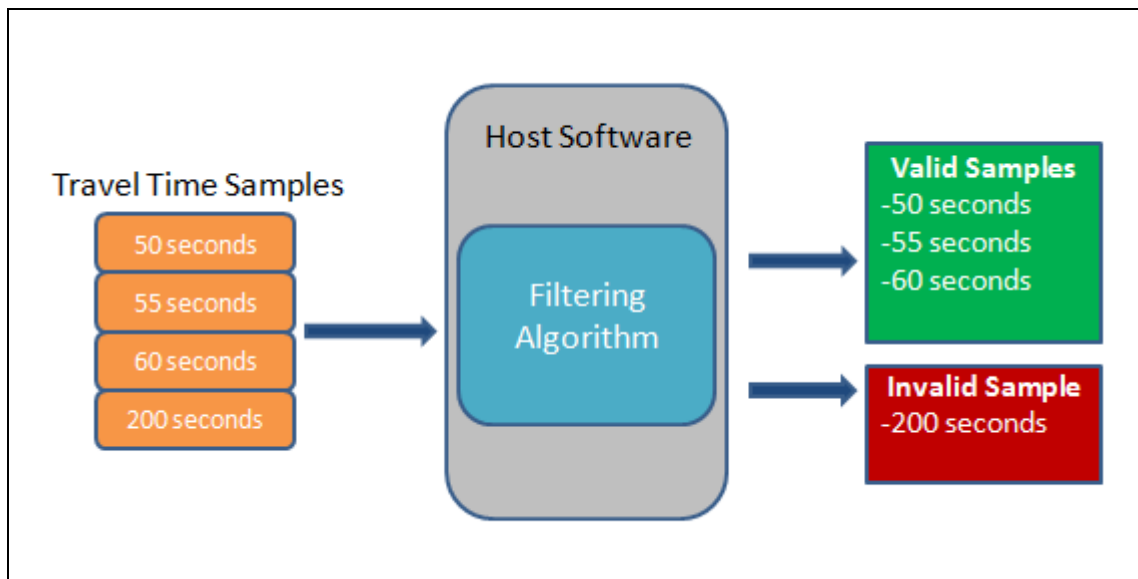 Travel Time Samples
50 seconds
55 seconds
60 seconds
200 seconds
Host Software
Filtering
Algorithm
Valid Samples
-50 seconds
-55 seconds
-60 seconds
Invalid Sample
-200 seconds